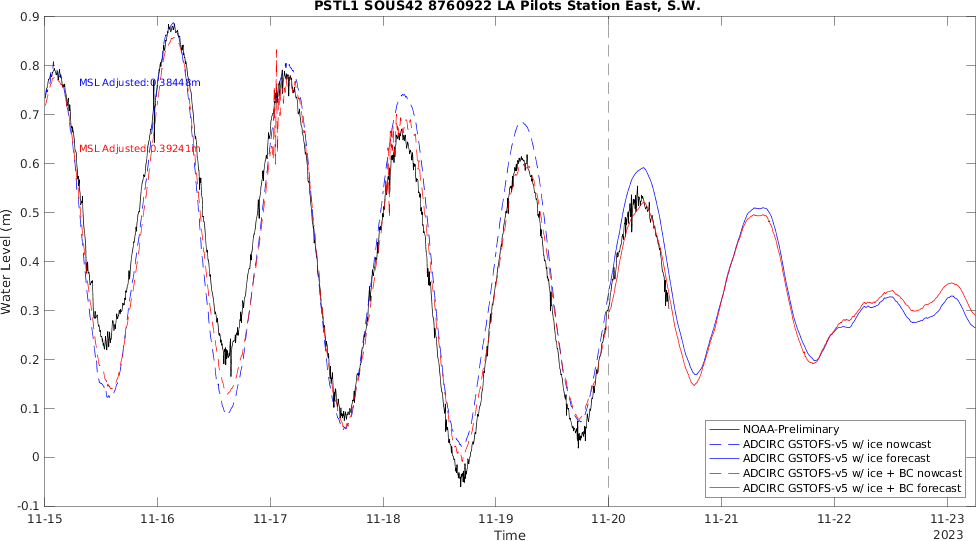 PSTL1 SOUS42 8760922 LA Pilots Station East, S.W.
0.9
0.8
MSL Adjusted:0.38448m
0.7
MSL Adjusted:0.39241m
0.6
0.5
Water Level (m)
0.4
0.3
0.2
0.1
0
-0.1
NOAA-Preliminary
ADCIRC GSTOFS-v5 w/ ice nowcast
ADCIRC GSTOFS-v5 w/ ice forecast
ADCIRC GSTOFS-v5 w/ ice + BC nowcast
ADCIRC GSTOFS-v5 w/ ice + BC forecast
11-15 11-16 11-17 11-18 11-19 11-20 11-21 11-22 11-23
Time 2023